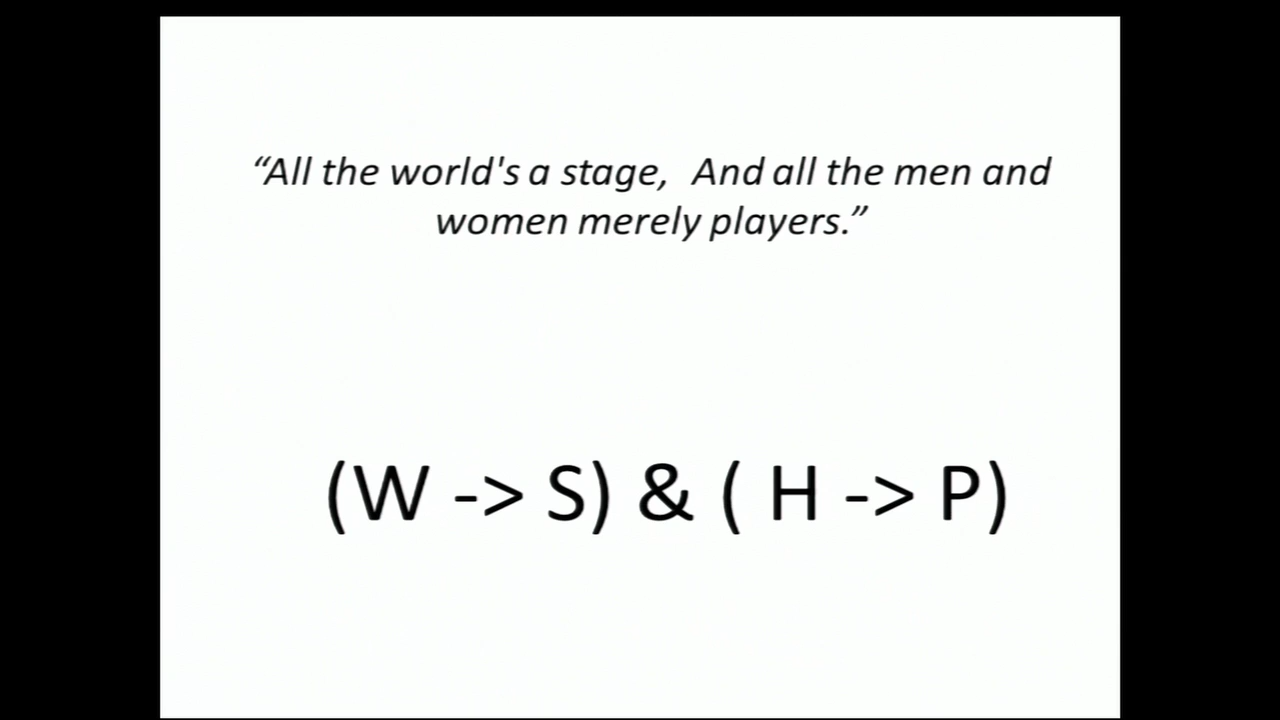 “All the world's a stage, And all the men and
women merely players.”
(W -> S) & ( H -> P)